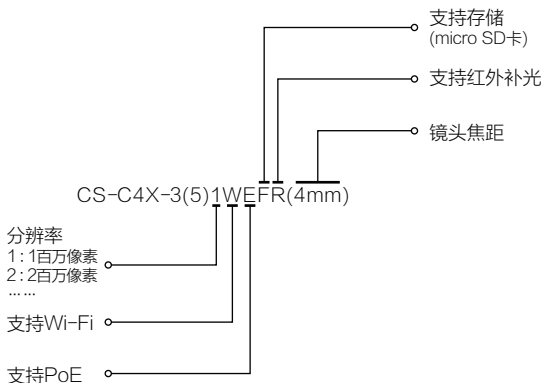 支持存储
(micro SD卡)
支持红外补光
镜头焦距
CS-C4X-3(5)1WEFR(4mm)
分辨率
1：1百万像素
2：2百万像素
……
支持Wi-Fi
支持PoE